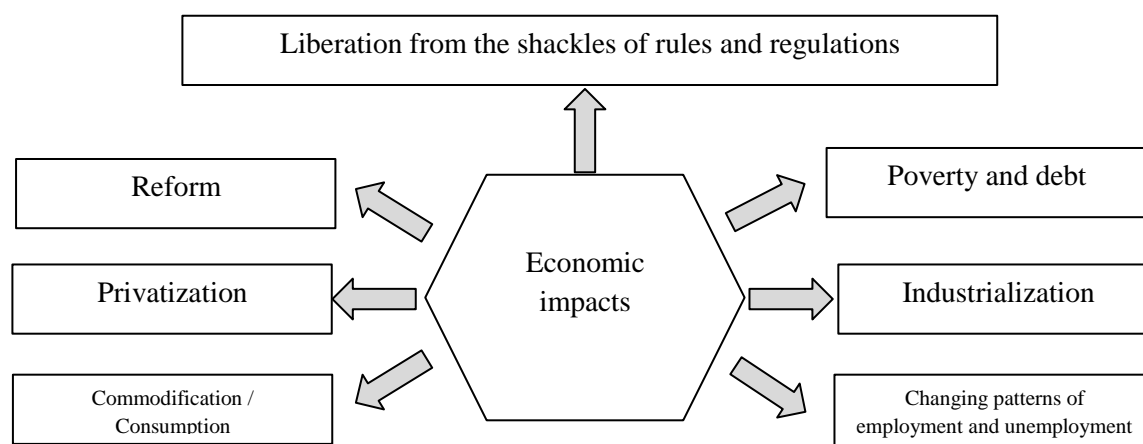 Liberation from the shackles of rules and regulations
Reform
Poverty and debt
Economic
impacts
Privatization
Industrialization
Commodification /
Consumption
Changing patterns of
employment and unemployment